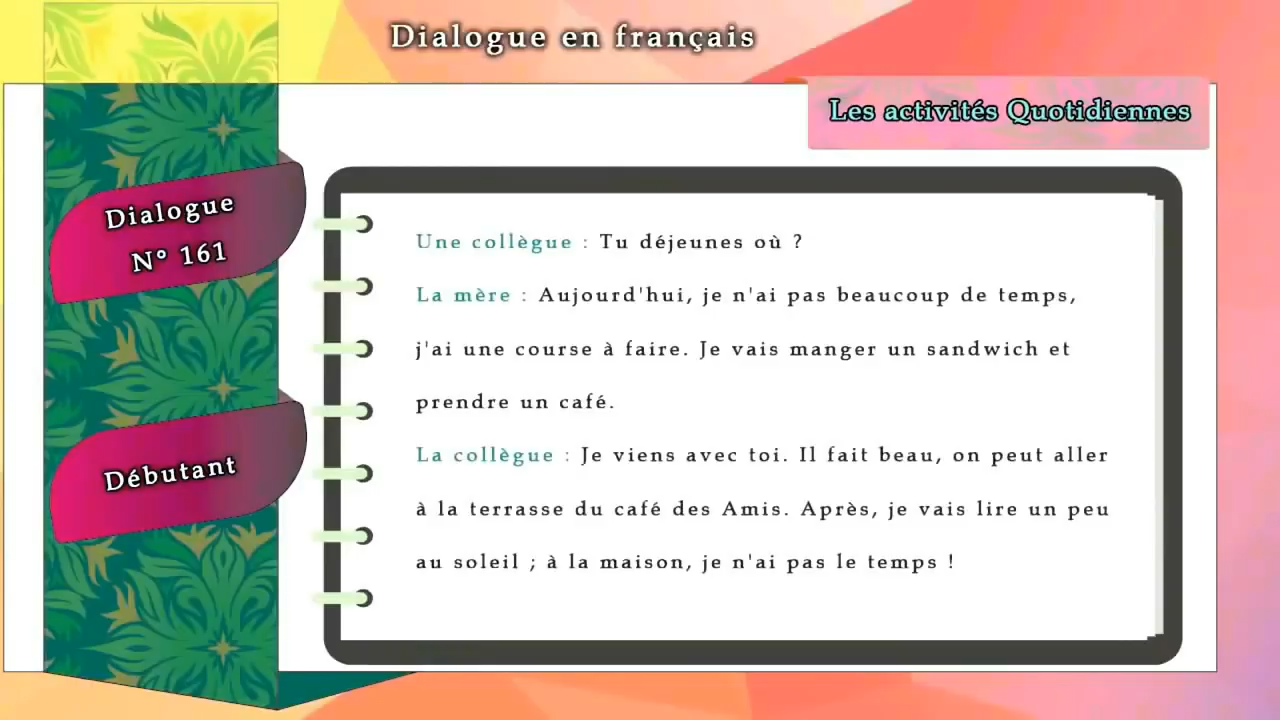 Dialogue en français
Les activités Quotidiennes
Dialogue
N° 161
Débutant
Une collègue : Tu déjeunes où ?
La mère : Aujourd'hui, je n'ai pas beaucoup de temps,
j'ai une course à faire. Je vais manger un sandwich et
prendre un café.
La collègue : Je viens avec toi. Il fait beau, on peut aller
à la terrasse du café des Amis. Après, je vais lire un peu
au soleil ; à la maison, je n'ai pas le temps !